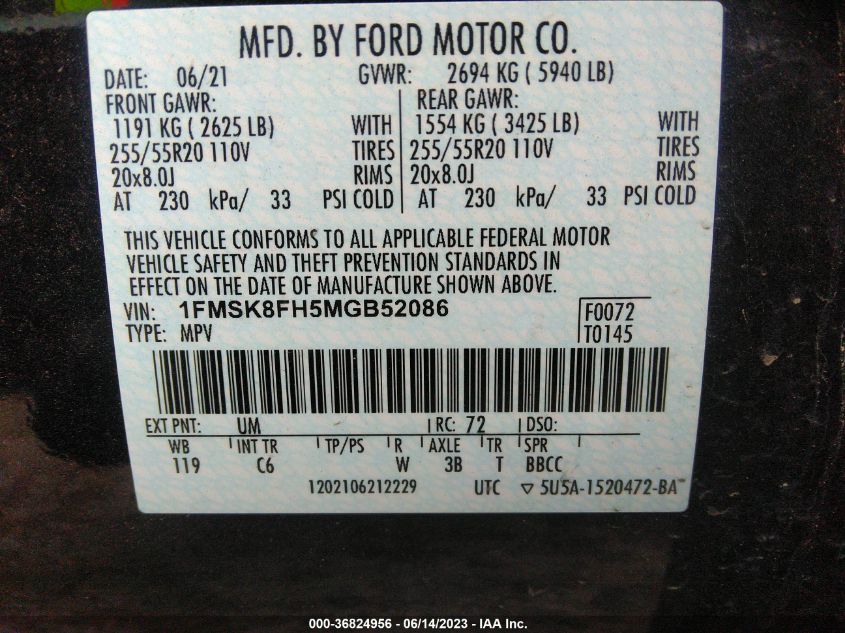 MFD. BY FORD MOTOR CO.
DATE: 06/21 GVWR: 2694 KG ( 5940 LB)
FRONT GAWR: REAR GAWR:
1191 KG ( 2625 LB) WITH 1554 KG ( 3425 LB) WITH
255/55R20 110V TIRES 255/55R20 110V TIRES
20x8.0J RIMS 20x8.0J RIMS
AT 230 kPa/ 33 PSI COLD AT 230 kPa/ 33 PSI COLD
THIS VEHICLE CONFORMS TO ALL APPLICABLE FEDERAL MOTOR
VEHICLE SAFETY AND THEFT PREVENTION STANDARDS IN
EFFECT ON THE DATE OF MANUFACTURE SHOWN ABOVE.
VIN: 1FMSK8FH5MGB52086 F0072
TYPE: MPV T0145
EXT PNT: UM RC: 72 DSO:
WB INT TR TP/PS R AXLE TR SPR
119 C6 W 3B T BBCC
1202106212229 UTC ▽ 5U5A-1520472-BA
000-36824956 - 06/14/2023 - IAA Inc.